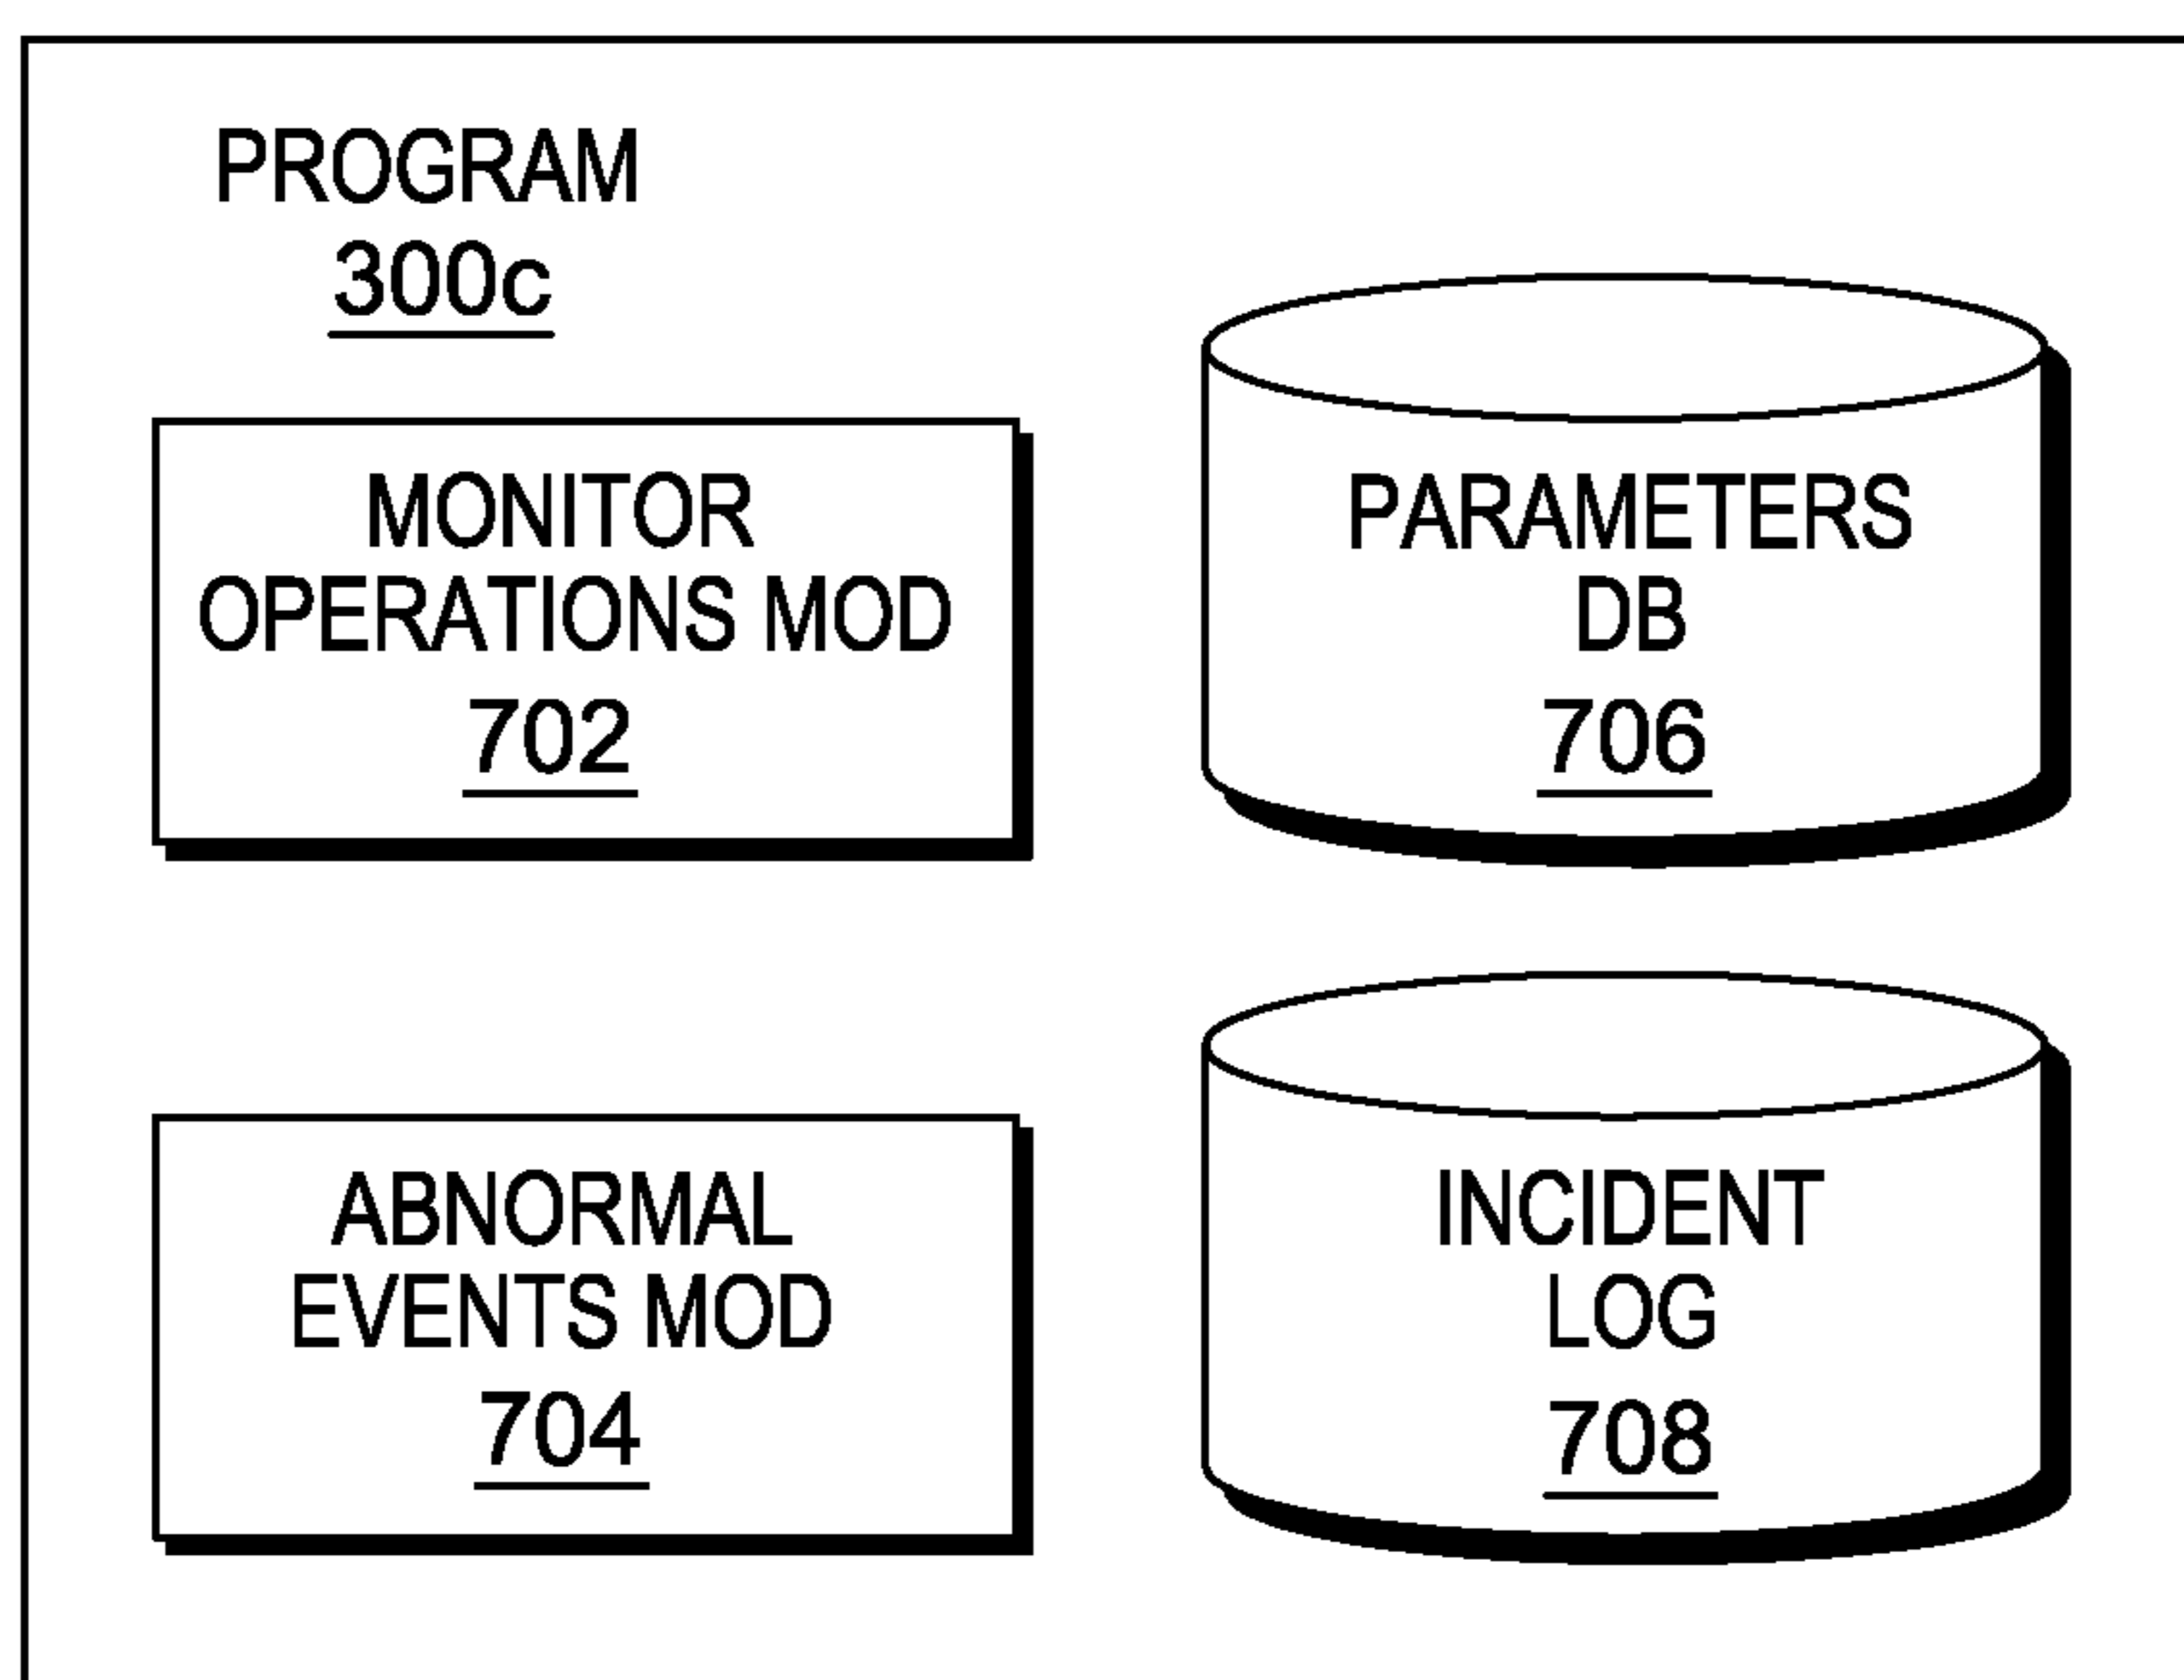 PROGRAM
300c
MONITOR
OPERATIONS MOD
702
PARAMETERS
DB
706
ABNORMAL
EVENTS MOD
704
INCIDENT
LOG
708